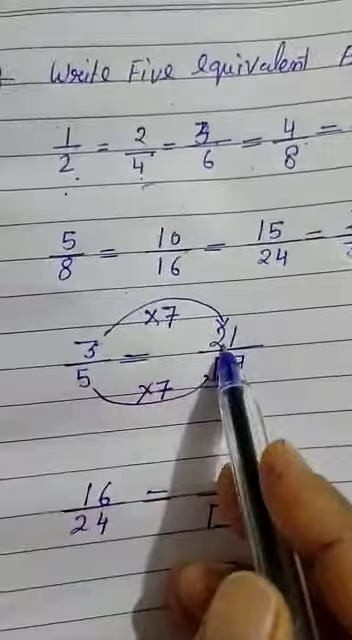 Write Five equivalent
1/2 = 2/4 = 3/6 = 4/8 =
5/8 = 10/16 = 15/24 =
×7
3/5 = 21/
×7
16/24 =